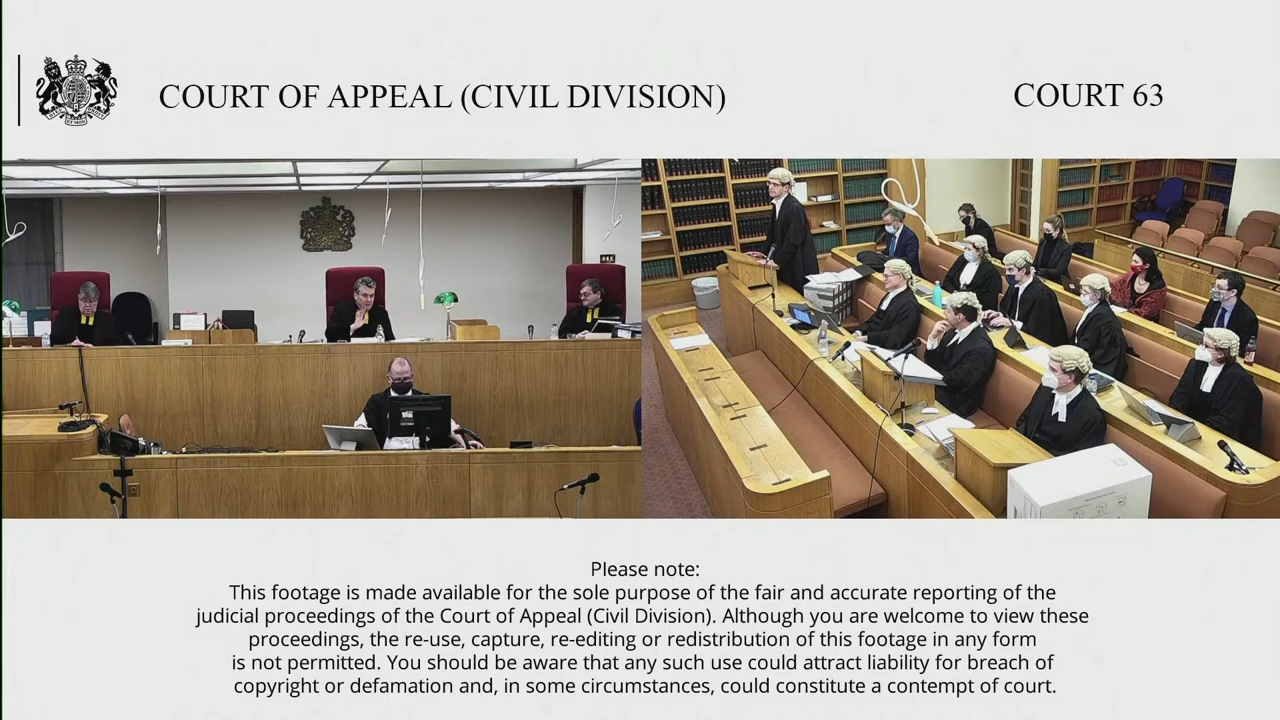 COURT OF APPEAL (CIVIL DIVISION)
COURT 63
Please note:
This footage is made available for the sole purpose of the fair and accurate reporting of the
judicial proceedings of the Court of Appeal (Civil Division). Although you are welcome to view these
proceedings, the re-use, capture, re-editing or redistribution of this footage in any form
is not permitted. You should be aware that any such use could attract liability for breach of
copyright or defamation and, in some circumstances, could constitute a contempt of court.